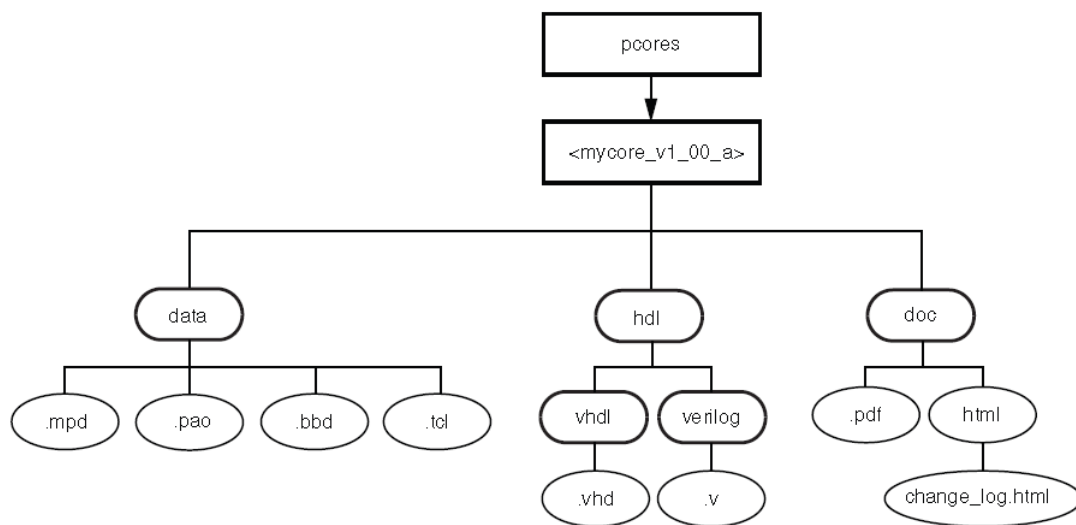 pcores
<mycore_v1_00_a>
data
hdl
doc
.mpd
.pao
.bbd
.tcl
vhdl
verilog
.pdf
html
.vhd
.v
change_log.html